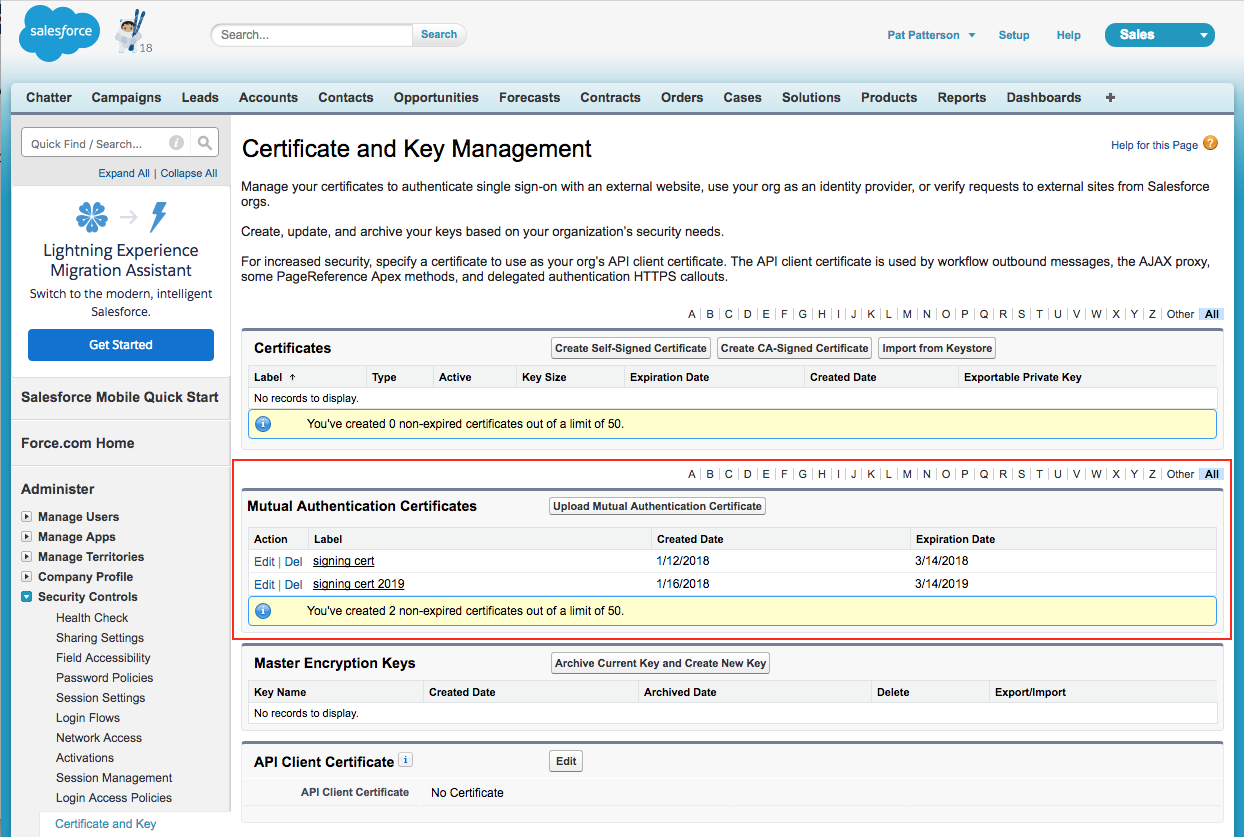 salesforce
18
Search...
Search
Pat Patterson
Setup
Help
Sales
Chatter Campaigns Leads Accounts Contacts Opportunities Forecasts Contracts Orders Cases Solutions Products Reports Dashboards +
Quick Find / Search...
Expand All | Collapse All
Lightning Experience
Migration Assistant
Switch to the modern, intelligent
Salesforce.
Get Started
Salesforce Mobile Quick Start
Force.com Home
Administer
Manage Users
Manage Apps
Manage Territories
Company Profile
Security Controls
Health Check
Sharing Settings
Field Accessibility
Password Policies
Session Settings
Login Flows
Network Access
Activations
Session Management
Login Access Policies
Certificate and Key
Certificate and Key Management
Help for this Page ?
Manage your certificates to authenticate single sign-on with an external website, use your org as an identity provider, or verify requests to external sites from Salesforce
orgs.
Create, update, and archive your keys based on your organization's security needs.
For increased security, specify a certificate to use as your org's API client certificate. The API client certificate is used by workflow outbound messages, the AJAX proxy,
some PageReference Apex methods, and delegated authentication HTTPS callouts.
A | B | C | D | E | F | G | H | I | J | K | L | M | N | O | P | Q | R | S | T | U | V | W | X | Y | Z | Other | All
Certificates
Create Self-Signed Certificate
Create CA-Signed Certificate
Import from Keystore
Label ↑ Type Active Key Size Expiration Date Created Date Exportable Private Key
No records to display.
You've created 0 non-expired certificates out of a limit of 50.
A | B | C | D | E | F | G | H | I | J | K | L | M | N | O | P | Q | R | S | T | U | V | W | X | Y | Z | Other | All
Mutual Authentication Certificates
Upload Mutual Authentication Certificate
Action Label Created Date Expiration Date
Edit | Del signing cert 1/12/2018 3/14/2018
Edit | Del signing cert 2019 1/16/2018 3/14/2019
You've created 2 non-expired certificates out of a limit of 50.
Master Encryption Keys
Archive Current Key and Create New Key
Key Name Created Date Archived Date Delete Export/Import
No records to display.
API Client Certificate i
Edit
API Client Certificate No Certificate